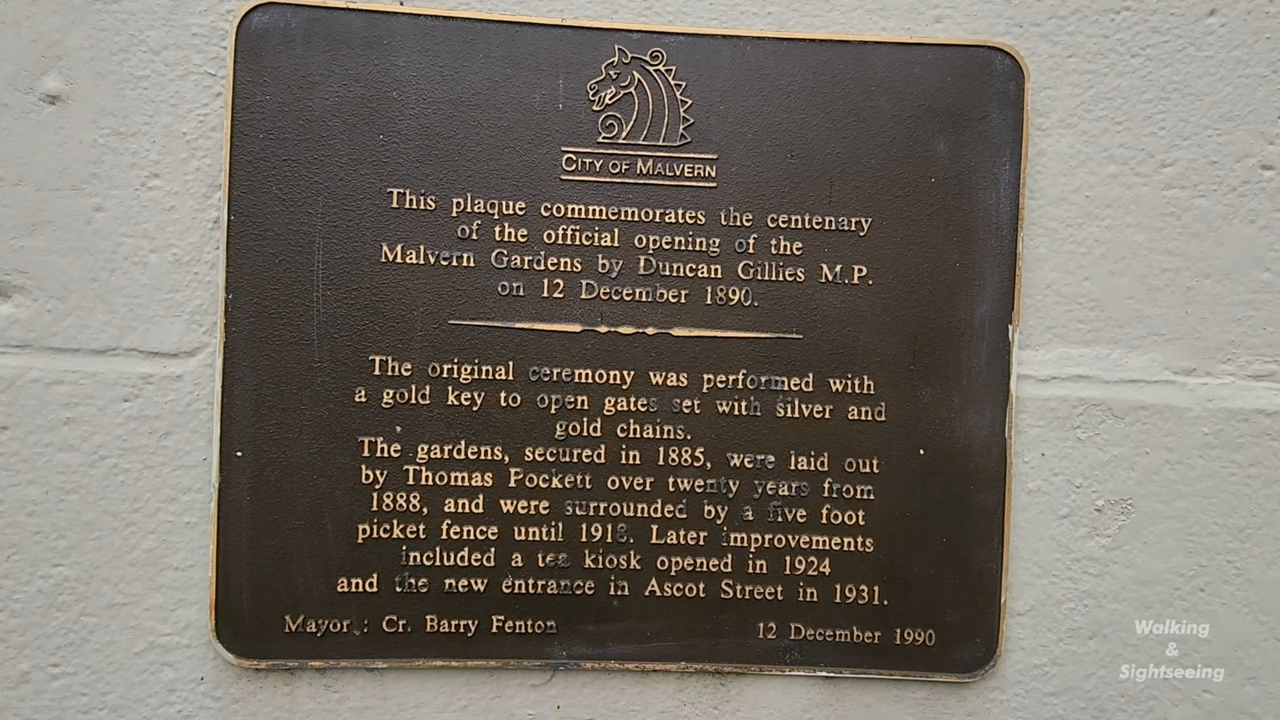 CITY OF MALVERN
This plaque commemorates the centenary
of the official opening of the
Malvern Gardens by Duncan Gillies M.P.
on 12 December 1890.
The original ceremony was performed with
a gold key to open gates set with silver and
gold chains.
The gardens, secured in 1885, were laid out
by Thomas Pockett over twenty years from
1888, and were surrounded by a five foot
picket fence until 1918. Later improvements
included a tea kiosk opened in 1924
and the new entrance in Ascot Street in 1931.
Mayor : Cr. Barry Fenton 12 December 1990
Walking
&
Sightseeing